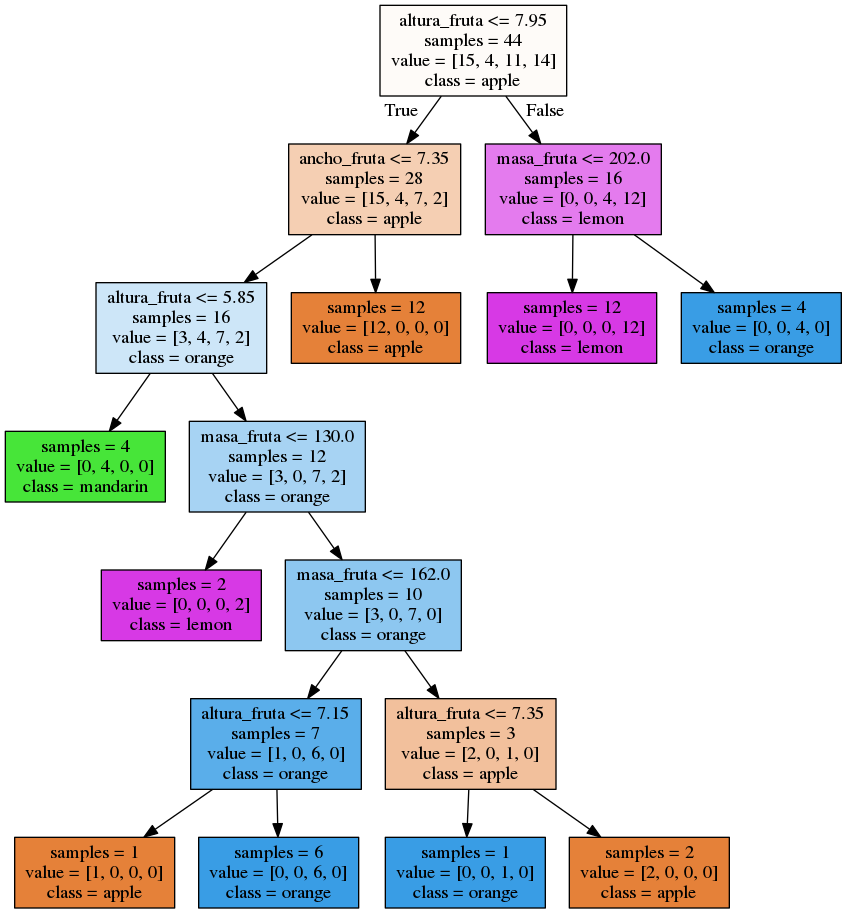 altura_fruta <= 7.95
samples = 44
value = [15, 4, 11, 14]
class = apple
True
False
ancho_fruta <= 7.35
samples = 28
value = [15, 4, 7, 2]
class = apple
masa_fruta <= 202.0
samples = 16
value = [0, 0, 4, 12]
class = lemon
altura_fruta <= 5.85
samples = 16
value = [3, 4, 7, 2]
class = orange
samples = 12
value = [12, 0, 0, 0]
class = apple
samples = 12
value = [0, 0, 0, 12]
class = lemon
samples = 4
value = [0, 0, 4, 0]
class = orange
samples = 4
value = [0, 4, 0, 0]
class = mandarin
masa_fruta <= 130.0
samples = 12
value = [3, 0, 7, 2]
class = orange
samples = 2
value = [0, 0, 0, 2]
class = lemon
masa_fruta <= 162.0
samples = 10
value = [3, 0, 7, 0]
class = orange
altura_fruta <= 7.15
samples = 7
value = [1, 0, 6, 0]
class = orange
altura_fruta <= 7.35
samples = 3
value = [2, 0, 1, 0]
class = apple
samples = 1
value = [1, 0, 0, 0]
class = apple
samples = 6
value = [0, 0, 6, 0]
class = orange
samples = 1
value = [0, 0, 1, 0]
class = orange
samples = 2
value = [2, 0, 0, 0]
class = apple